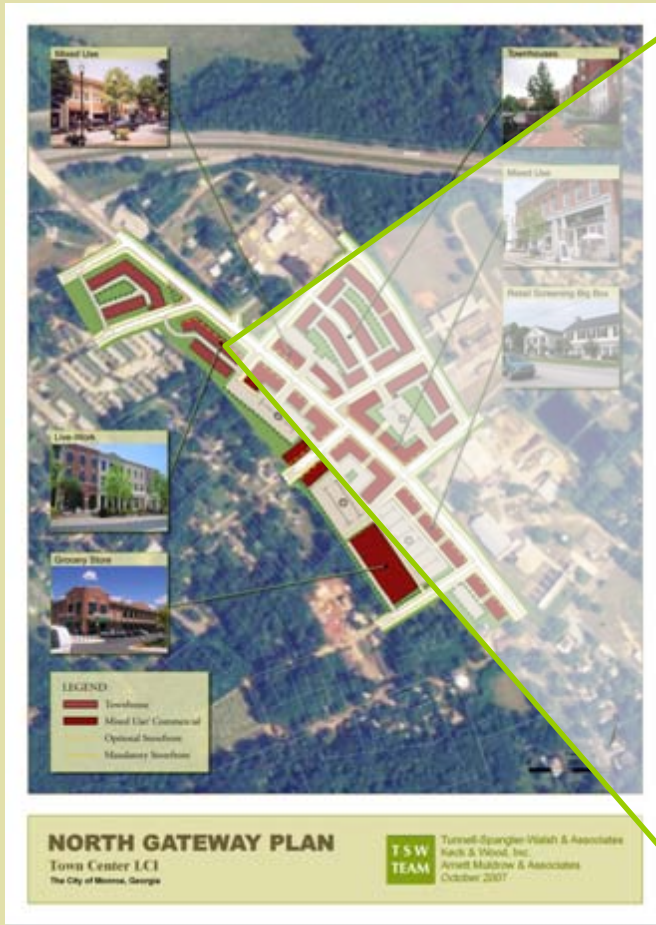 Mixed Use
Townhouses
Mixed Use
Retail Screening Big Box
Live-Work
Grocery Store
LEGEND
Townhouse
Mixed Use/ Commercial
Optional Storefront
Mandatory Storefront
NORTH GATEWAY PLAN
Town Center LCI
The City of Monroe, Georgia
TSW
TEAM
Tunnell-Spangler-Walsh & Associates
Keck & Wood, Inc.
Arnett Muldrow & Associates
October 2007